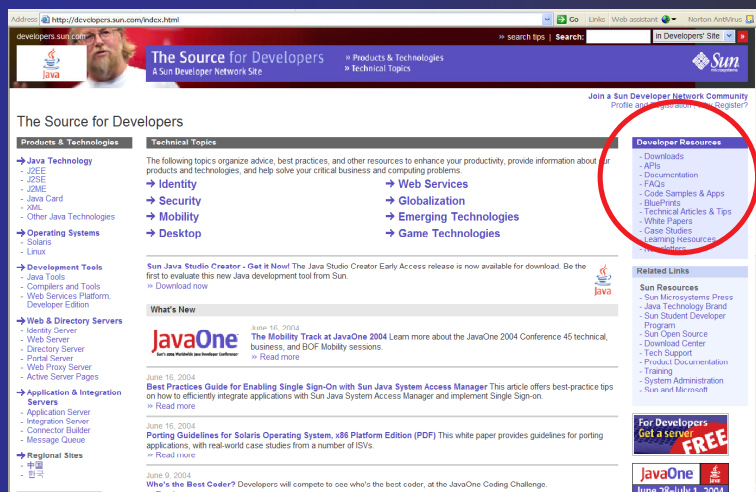 Address http://developers.sun.com/index.html Go Links Web assistant Norton AntiVirus
developers.sun.com
» search tips | Search: in Developers' Site »
Java
The Source for Developers
A Sun Developer Network Site
» Products & Technologies
» Technical Topics
Sun
microsystems
Join a Sun Developer Network Community
Profile and Registration | Why Register?
The Source for Developers
Products & Technologies
→ Java Technology
- J2EE
- J2SE
- J2ME
- Java Card
- XML
- Other Java Technologies
→ Operating Systems
- Solaris
- Linux
→ Development Tools
- Java Tools
- Compilers and Tools
- Web Services Platform,
Developer Edition
→ Web & Directory Servers
- Identity Server
- Web Server
- Directory Server
- Portal Server
- Web Proxy Server
- Active Server Pages
→ Application & Integration
Servers
- Application Server
- Integration Server
- Connector Builder
- Message Queue
→ Regional Sites
- 中国
- 한국
Technical Topics
The following topics organize advice, best practices, and other resources to enhance your productivity, provide information about our
products and technologies, and help solve your critical business and computing problems.
→ Identity
→ Security
→ Mobility
→ Desktop
→ Web Services
→ Globalization
→ Emerging Technologies
→ Game Technologies
Sun Java Studio Creator - Get it Now! The Java Studio Creator Early Access release is now available for download. Be the
first to evaluate this new Java development tool from Sun.
» Download now
Java
What's New
JavaOne
Sun's 2004 Worldwide Java Developer Conference
June 16, 2004
The Mobility Track at JavaOne 2004 Learn more about the JavaOne 2004 Conference 45 technical,
business, and BOF Mobility sessions.
» Read more
June 16, 2004
Best Practices Guide for Enabling Single Sign-On with Sun Java System Access Manager This article offers best-practice tips
on how to efficiently integrate applications with Sun Java System Access Manager and implement Single Sign-on.
» Read more
June 16, 2004
Porting Guidelines for Solaris Operating System, x86 Platform Edition (PDF) This white paper provides guidelines for porting
applications, with real-world case studies from a number of ISVs.
» Read more
June 9, 2004
Who's the Best Coder? Developers will compete to see who's the best coder, at the JavaOne Coding Challenge.
Developer Resources
- Downloads
- APIs
- Documentation
- FAQs
- Code Samples & Apps
- BluePrints
- Technical Articles & Tips
- White Papers
- Case Studies
- Learning Resources
- Newsletters
Related Links
Sun Resources
- Sun Microsystems Press
- Java Technology Brand
- Sun Student Developer
Program
- Sun Open Source
- Download Center
- Tech Support
- Product Documentation
- Training
- System Administration
- Sun and Microsoft
For Developers
Get a server
FREE
JavaOne
June 28-July 1, 2004